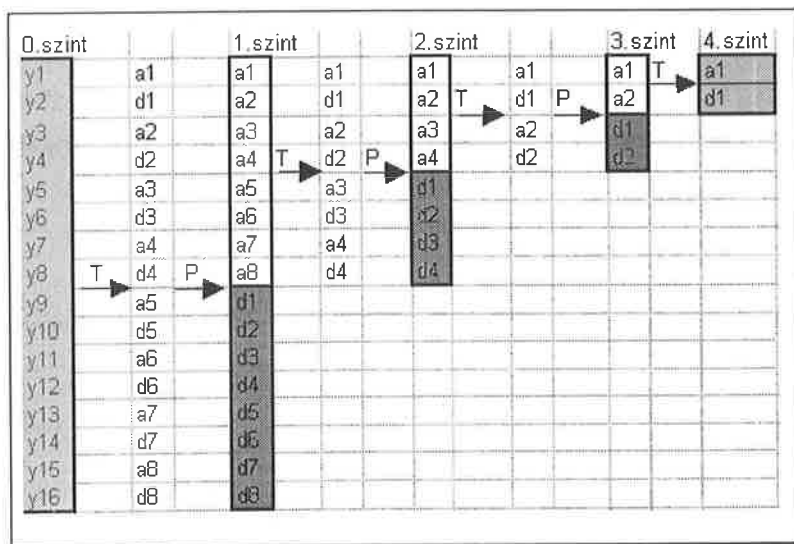 0.szint 1.szint 2.szint 3.szint 4.szint
y1 a1 a1 a1 a1 a1 a1 T a1
y2 d1 a2 d1 a2 T d1 P a2 d1
y3 a2 a3 a2 a3 a2 d1
y4 d2 a4 T d2 P a4 d2 d2
y5 a3 a5 a3 d1
y6 d3 a6 d3 d2
y7 a4 a7 a4 d3
y8 T d4 P a8 d4 d4
y9 a5 d1
y10 d5 d2
y11 a6 d3
y12 d6 d4
y13 a7 d5
y14 d7 d6
y15 a8 d7
y16 d8 d8